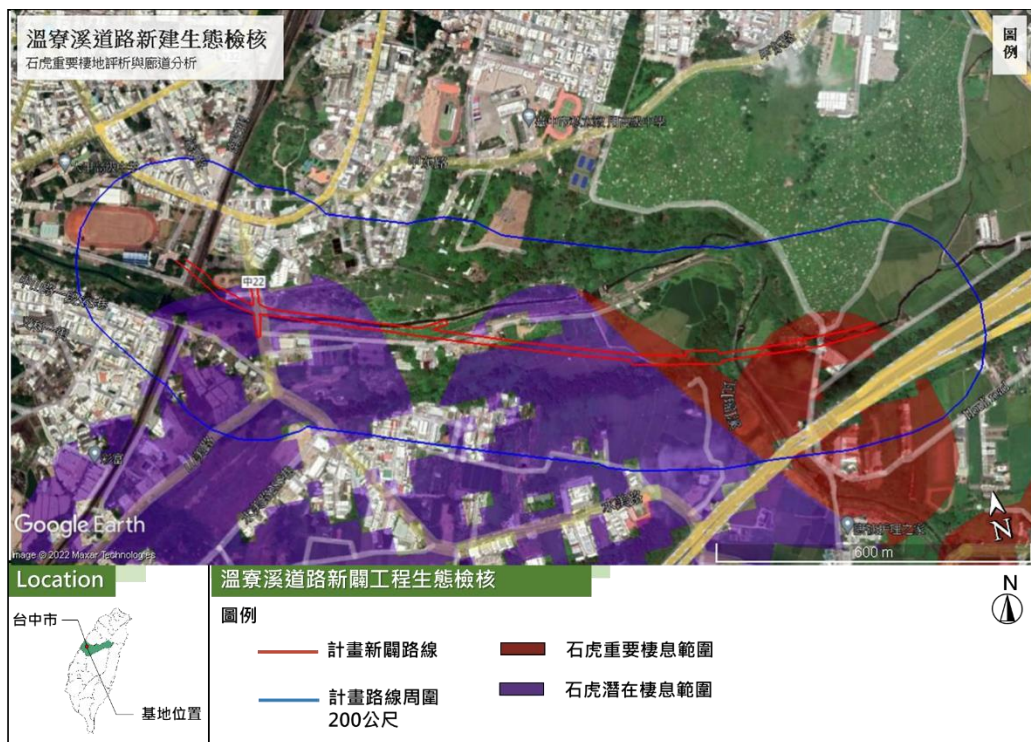 溫寮溪道路新建生態檢核
石虎重要棲地評析與廊道分析
圖例
中22
Google Earth
Image © 2022 Maxar Technologies
600 m
N
Location
台中市
基地位置
溫寮溪道路新闢工程生態檢核
圖例
計畫新闢路線
計畫路線周圍
200公尺
石虎重要棲息範圍
石虎潛在棲息範圍
N